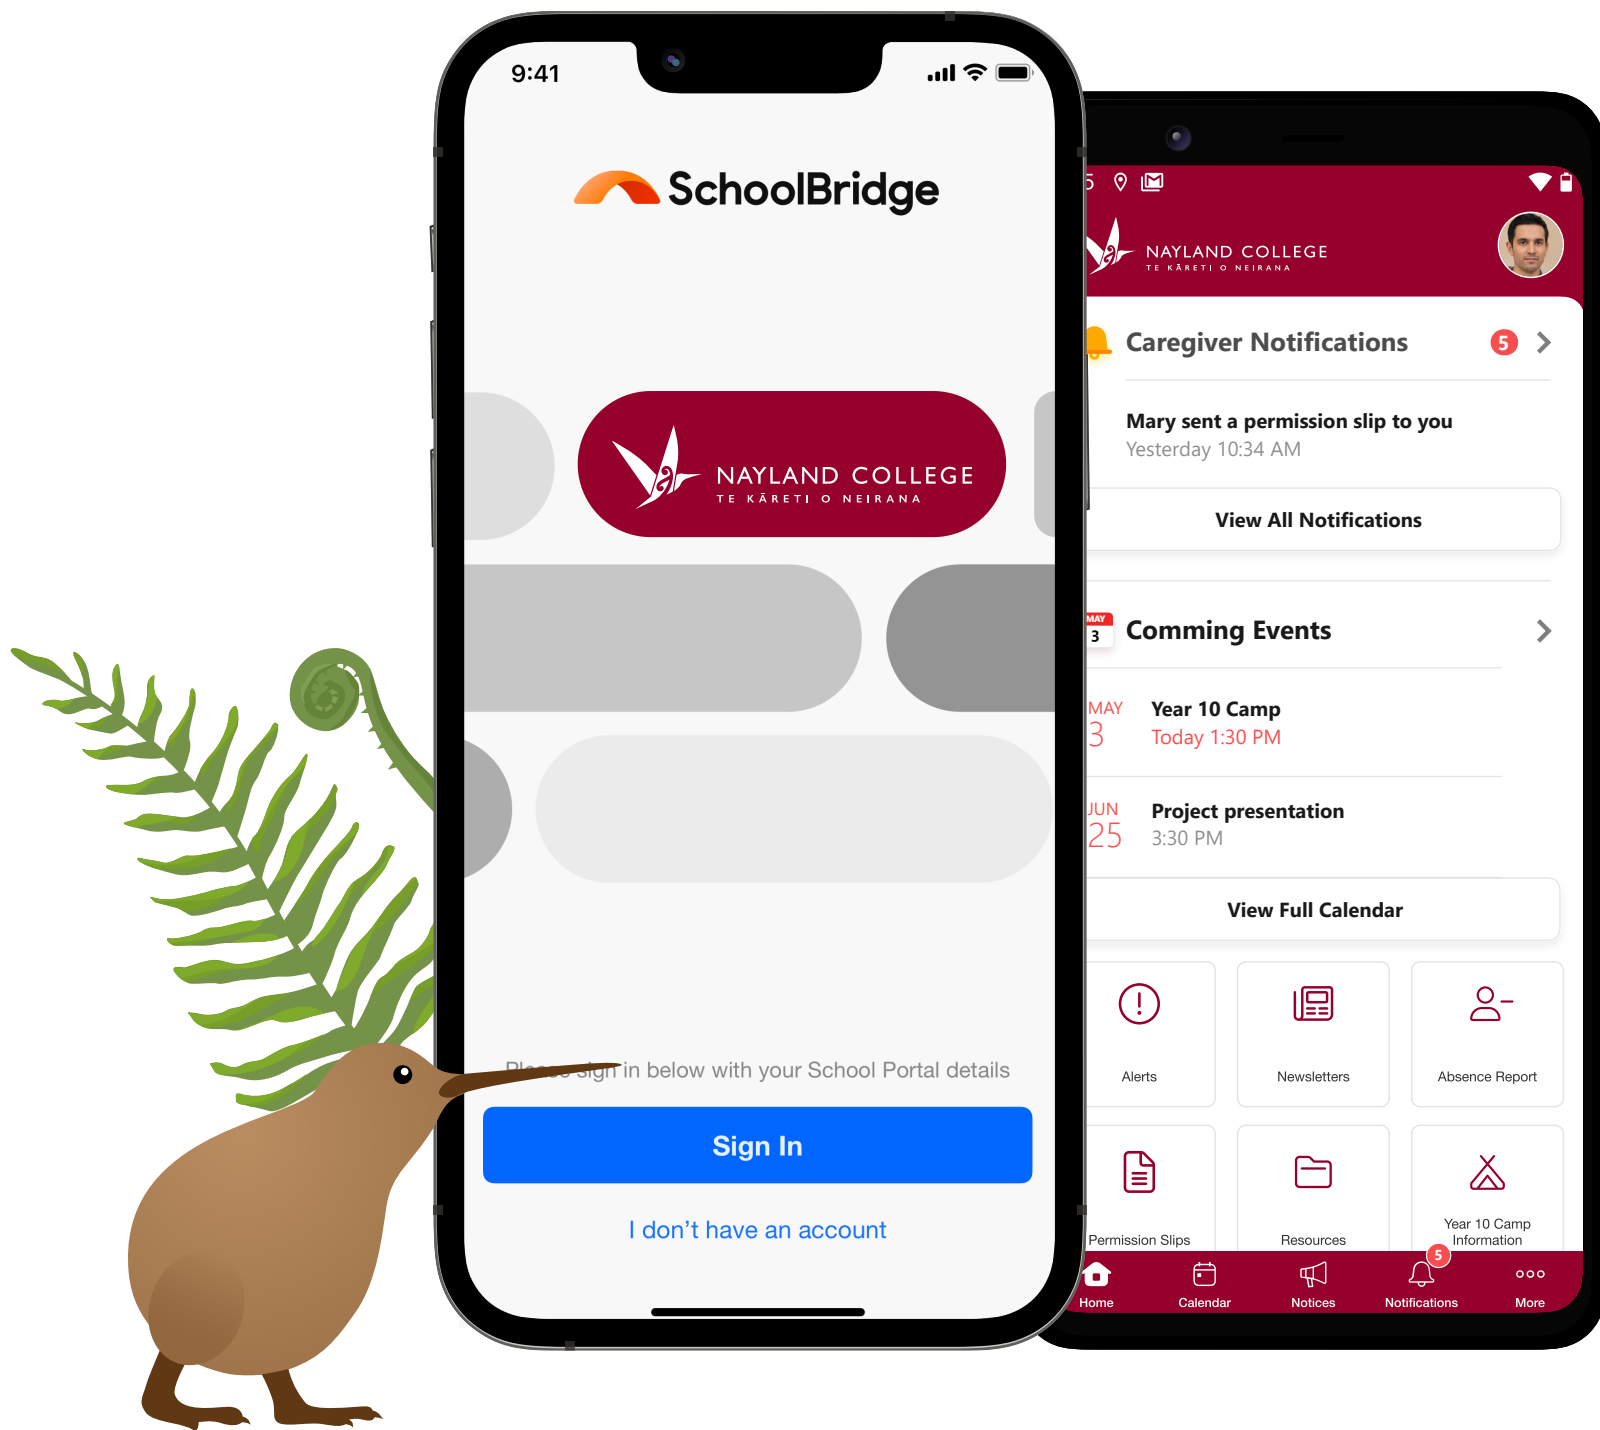 9:41
SchoolBridge
NAYLAND COLLEGE
TE KĀRETI O NEIRANA
Please sign in below with your School Portal details
Sign In
I don’t have an account
5
NAYLAND COLLEGE
TE KĀRETI O NEIRANA
Caregiver Notifications
5
Mary sent a permission slip to you
Yesterday 10:34 AM
View All Notifications
MAY
3
Comming Events
MAY
3
Year 10 Camp
Today 1:30 PM
JUN
25
Project presentation
3:30 PM
View Full Calendar
Alerts
Newsletters
Absence Report
Permission Slips
Resources
Year 10 Camp
Information
5
Home
Calendar
Notices
Notifications
More